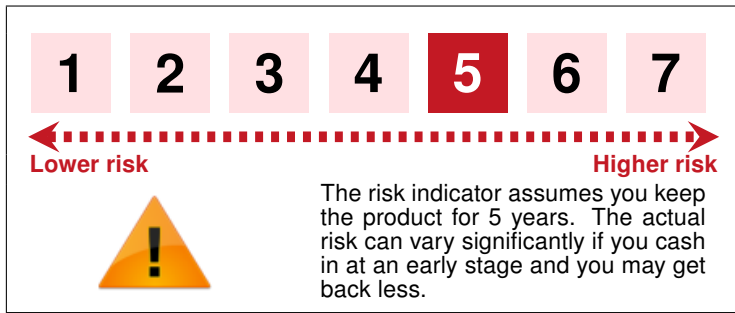 1 2 3 4 5 6 7
Lower risk Higher risk
The risk indicator assumes you keep
the product for 5 years. The actual
risk can vary significantly if you cash
in at an early stage and you may get
back less.